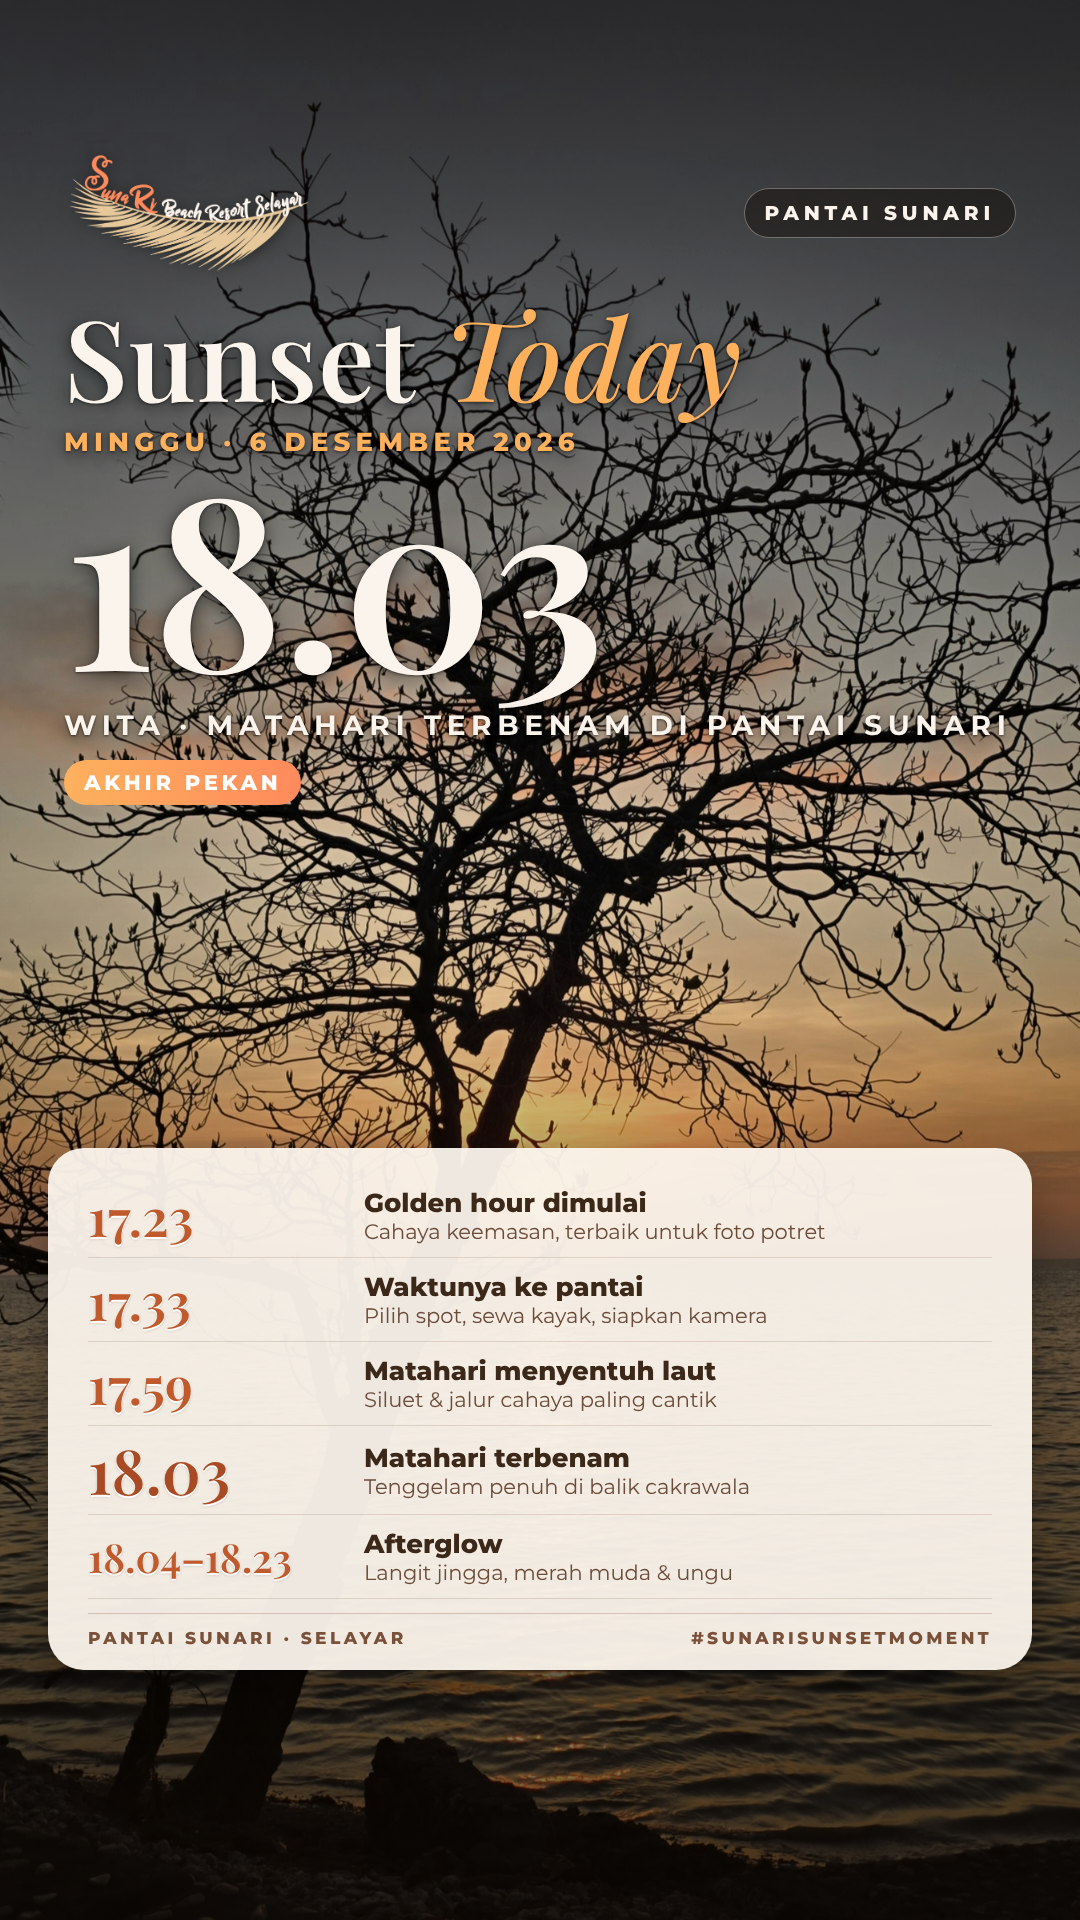 SunaRi Beach Resort Selayar
PANTAI SUNARI
Sunset Today
MINGGU · 6 DESEMBER 2026
18.03
WITA · MATAHARI TERBENAM DI PANTAI SUNARI
AKHIR PEKAN
17.23
Golden hour dimulai
Cahaya keemasan, terbaik untuk foto potret
17.33
Waktunya ke pantai
Pilih spot, sewa kayak, siapkan kamera
17.59
Matahari menyentuh laut
Siluet & jalur cahaya paling cantik
18.03
Matahari terbenam
Tenggelam penuh di balik cakrawala
18.04–18.23
Afterglow
Langit jingga, merah muda & ungu
PANTAI SUNARI · SELAYAR
#SUNARISUNSETMOMENT